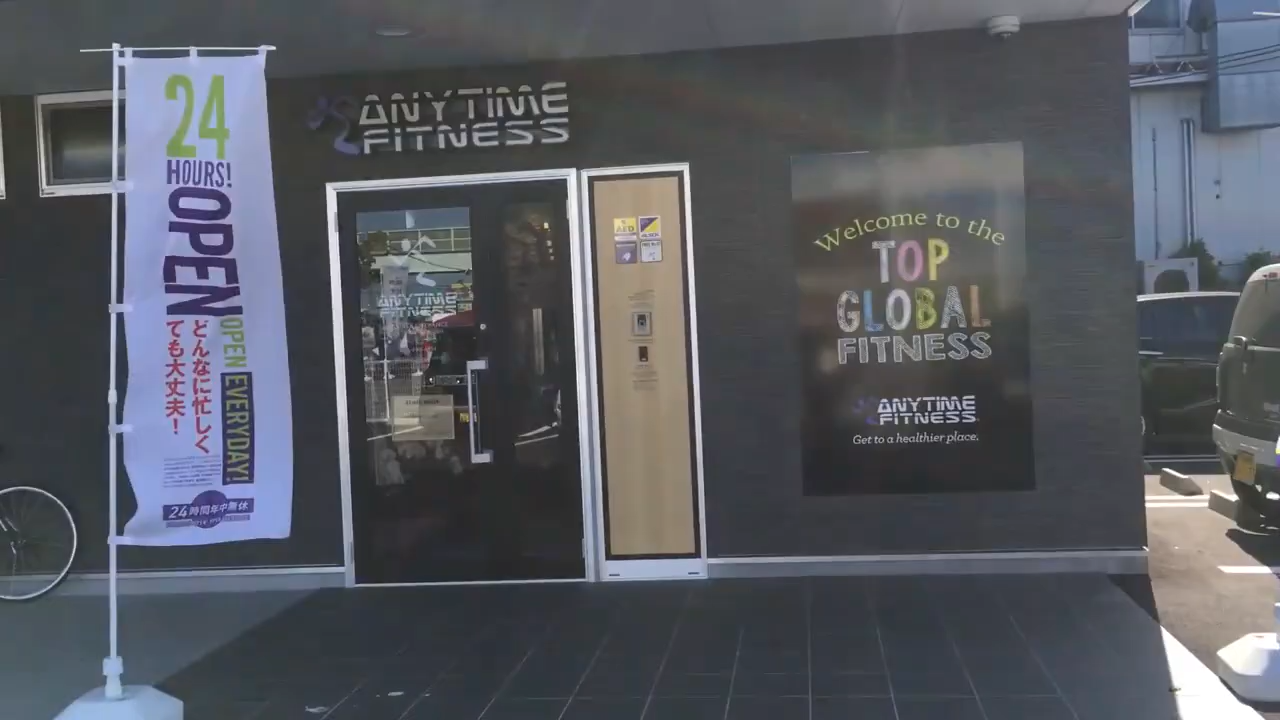 24
HOURS!
OPEN
OPEN EVERYDAY!
どんなに忙しく
ても大丈夫！
24時間年中無休
ANYTIME
FITNESS
ANYTIME
FITNESS
AED
Welcome to the
TOP
GLOBAL
FITNESS
ANYTIME
FITNESS
Get to a healthier place.